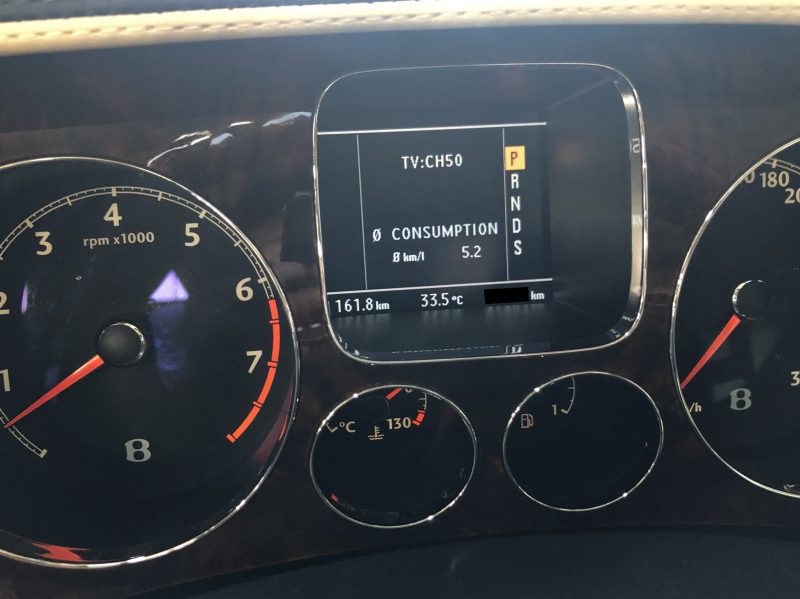 TV:CH50
P
R
N
D
S
Ø CONSUMPTION
Ø km/l 5.2
161.8 km 33.5 °C km
1
2
3
4
5
6
7
rpm x1000
B
°C
130
1
180
B